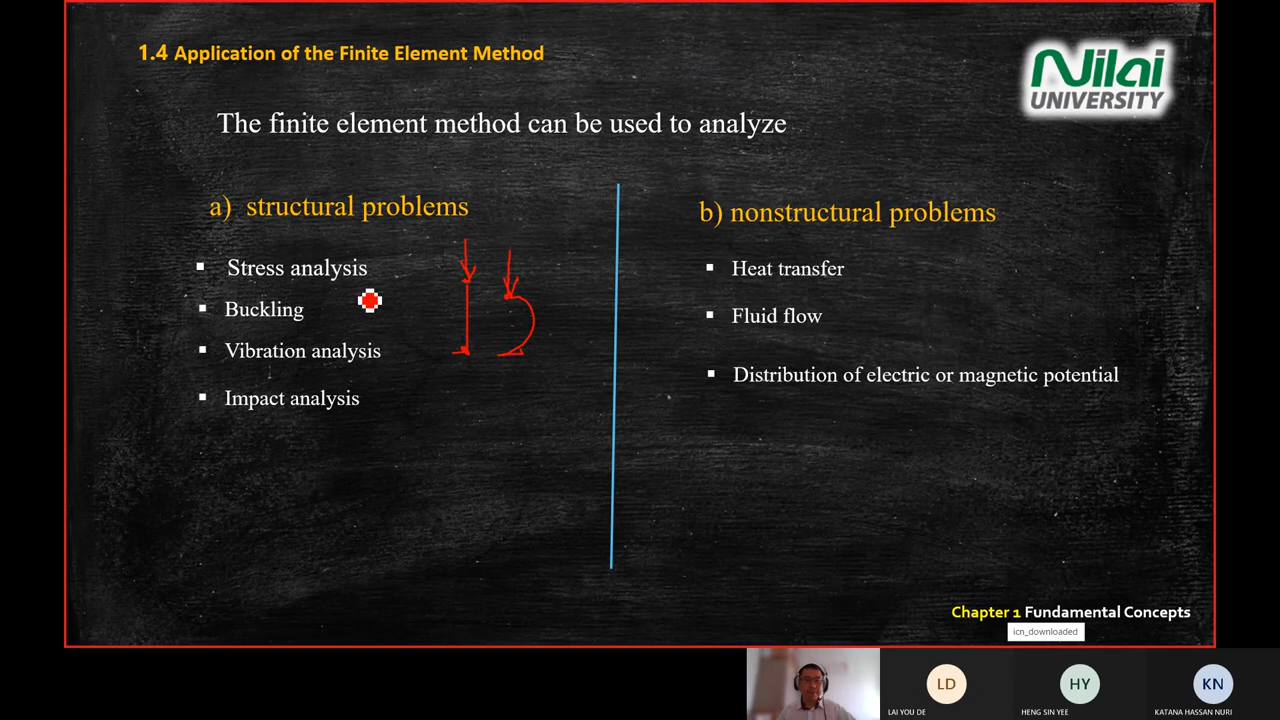 1.4 Application of the Finite Element Method
Nilai
UNIVERSITY
The finite element method can be used to analyze
a) structural problems
▪ Stress analysis
▪ Buckling
▪ Vibration analysis
▪ Impact analysis
b) nonstructural problems
▪ Heat transfer
▪ Fluid flow
▪ Distribution of electric or magnetic potential
Chapter 1 Fundamental Concepts
icn_downloaded
LD
LAI YOU DE
HY
HENG SIN YEE
KN
KATANA HASSAN NURI